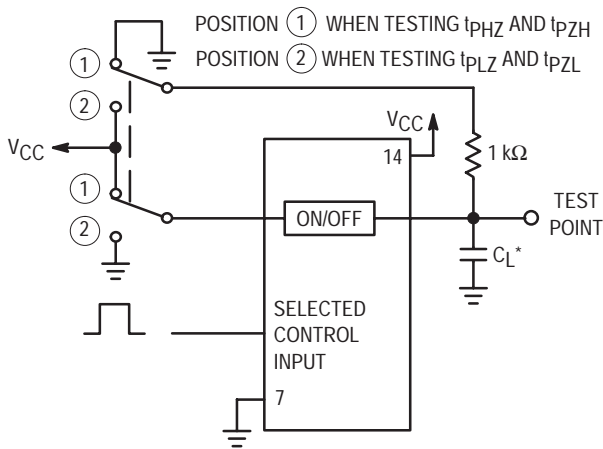 POSITION 1 WHEN TESTING tPHZ AND tPZH
POSITION 2 WHEN TESTING tPLZ AND tPZL
1
2
VCC
1
2
VCC
14
1 kΩ
ON/OFF
TEST
POINT
CL*
SELECTED
CONTROL
INPUT
7